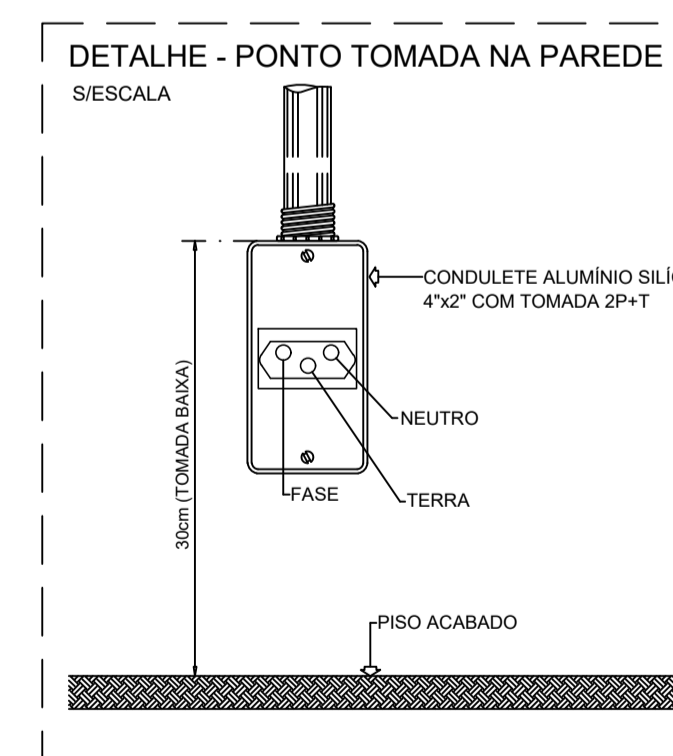 DETALHE - PONTO TOMADA NA PAREDE
S/ESCALA
CONDULETE ALUMÍNIO
4"x2" COM TOMADA 2P+T
30cm (TOMADA BAIXA)
NEUTRO
FASE
TERRA
PISO ACABADO